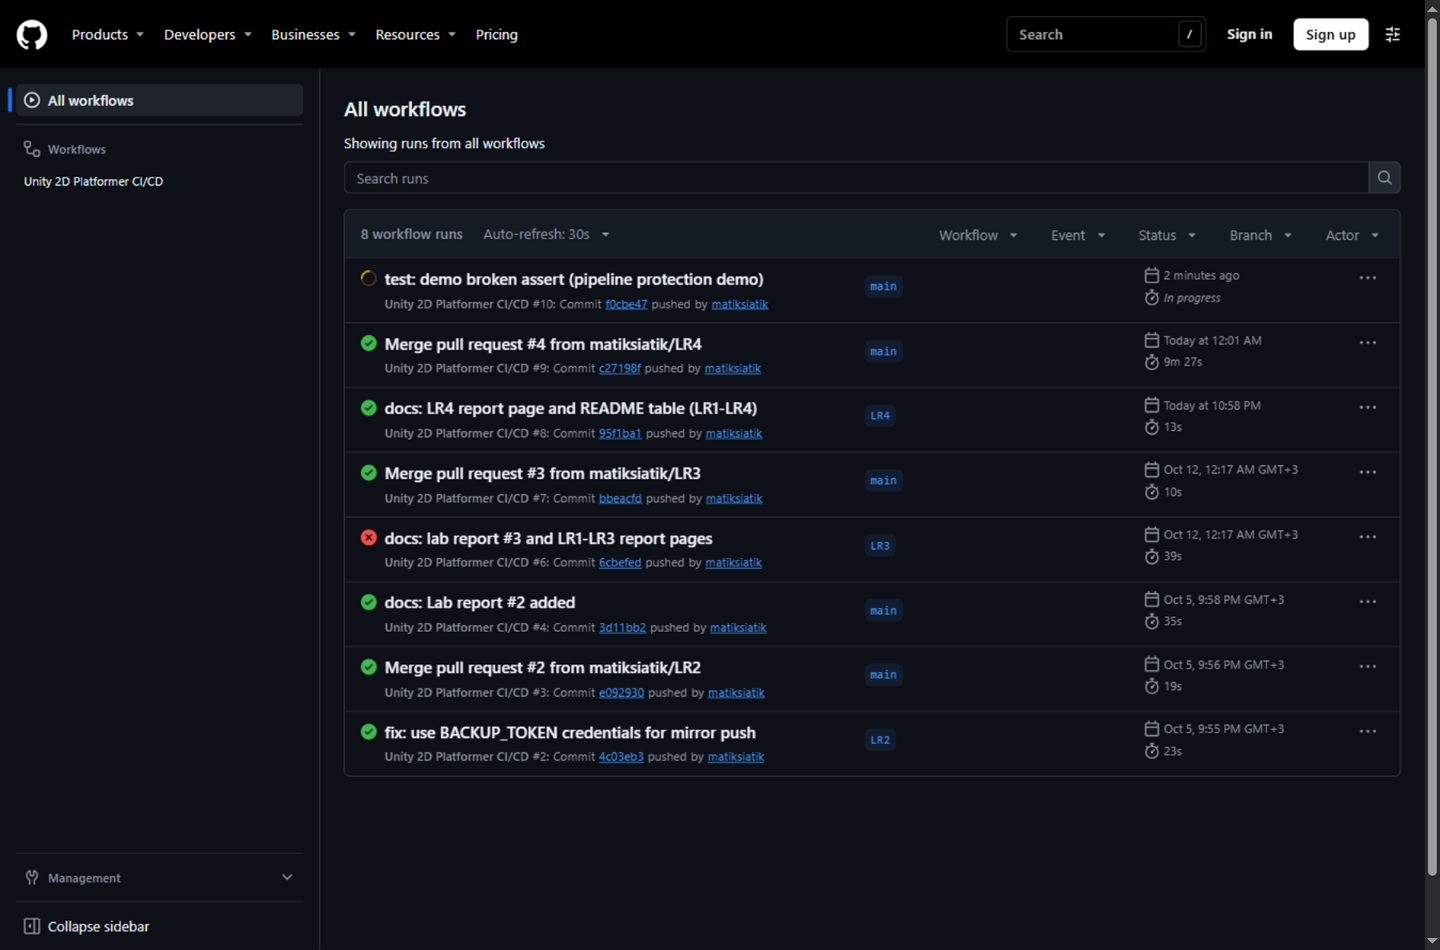 Products Developers Businesses Resources Pricing Search / Sign in Sign up
All workflows
Workflows
Unity 2D Platformer CI/CD
Management
Collapse sidebar
All workflows
Showing runs from all workflows
Search runs
8 workflow runs Auto-refresh: 30s Workflow Event Status Branch Actor
test: demo broken assert (pipeline protection demo) main 2 minutes ago
Unity 2D Platformer CI/CD #10: Commit f0cbe47 pushed by matiksiatik In progress
Merge pull request #4 from matiksiatik/LR4 main Today at 12:01 AM
Unity 2D Platformer CI/CD #9: Commit c27198f pushed by matiksiatik 9m 27s
docs: LR4 report page and README table (LR1-LR4) LR4 Today at 10:58 PM
Unity 2D Platformer CI/CD #8: Commit 95f1ba1 pushed by matiksiatik 13s
Merge pull request #3 from matiksiatik/LR3 main Oct 12, 12:17 AM GMT+3
Unity 2D Platformer CI/CD #7: Commit bbeacfd pushed by matiksiatik 10s
docs: lab report #3 and LR1-LR3 report pages LR3 Oct 12, 12:17 AM GMT+3
Unity 2D Platformer CI/CD #6: Commit 6cbefed pushed by matiksiatik 39s
docs: Lab report #2 added main Oct 5, 9:58 PM GMT+3
Unity 2D Platformer CI/CD #4: Commit 3d11bb2 pushed by matiksiatik 35s
Merge pull request #2 from matiksiatik/LR2 main Oct 5, 9:56 PM GMT+3
Unity 2D Platformer CI/CD #3: Commit e092930 pushed by matiksiatik 19s
fix: use BACKUP_TOKEN credentials for mirror push LR2 Oct 5, 9:55 PM GMT+3
Unity 2D Platformer CI/CD #2: Commit 4c03eb3 pushed by matiksiatik 23s